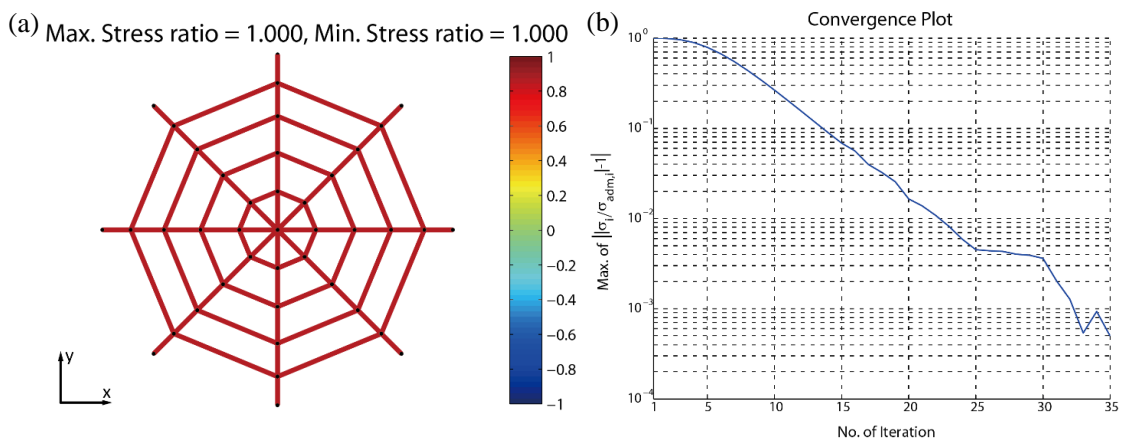 (a) Max. Stress ratio = 1.000, Min. Stress ratio = 1.000
1
0.8
0.6
0.4
0.2
0
−0.2
−0.4
−0.6
−0.8
−1
y
x
(b)
Convergence Plot
Max. of ||σi/σadm,i|-1|
10^0
10^-1
10^-2
10^-3
10^-4
1 5 10 15 20 25 30 35
No. of Iteration